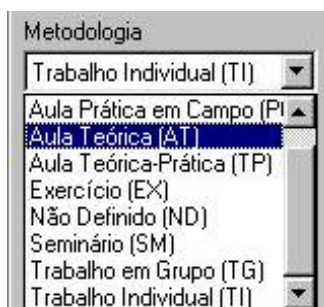 Metodologia
Trabalho Individual (TI)
Aula Prática em Campo (P
Aula Teórica (AT)
Aula Teórica-Prática (TP)
Exercício (EX)
Não Definido (ND)
Seminário (SM)
Trabalho em Grupo (TG)
Trabalho Individual (TI)